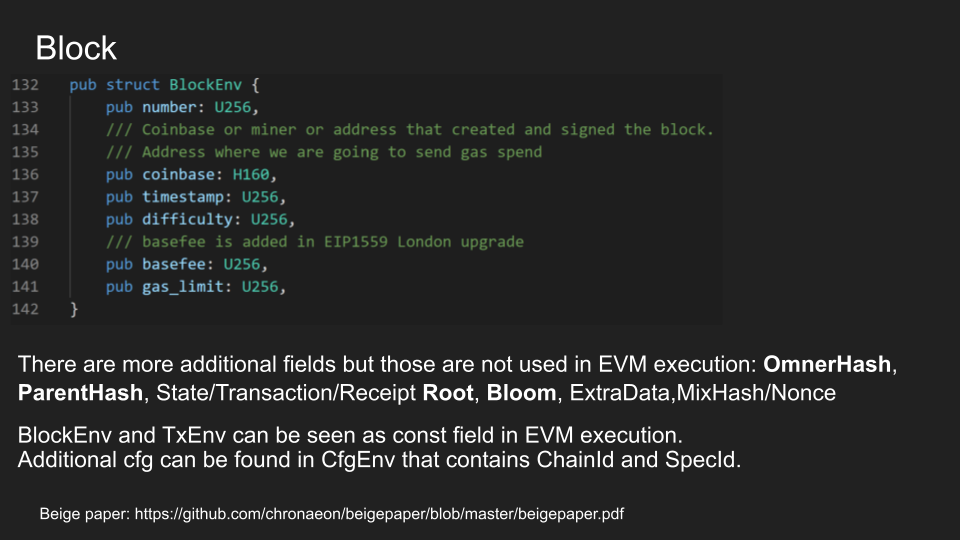 Block
132 pub struct BlockEnv {
133 pub number: U256,
134 /// Coinbase or miner or address that created and signed the block.
135 /// Address where we are going to send gas spend
136 pub coinbase: H160,
137 pub timestamp: U256,
138 pub difficulty: U256,
139 /// basefee is added in EIP1559 London upgrade
140 pub basefee: U256,
141 pub gas_limit: U256,
142 }
There are more additional fields but those are not used in EVM execution: OmnerHash,
ParentHash, State/Transaction/Receipt Root, Bloom, ExtraData,MixHash/Nonce
BlockEnv and TxEnv can be seen as const field in EVM execution.
Additional cfg can be found in CfgEnv that contains ChainId and SpecId.
Beige paper: https://github.com/chronaeon/beigepaper/blob/master/beigepaper.pdf